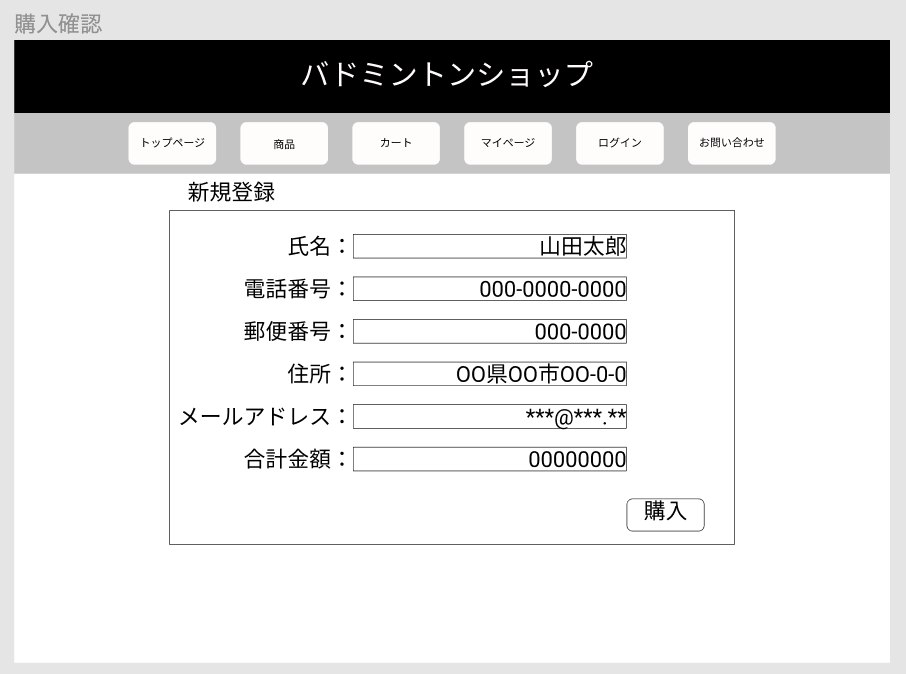 購入確認
バドミントンショップ
トップページ 商品 カート マイページ ログイン お問い合わせ
新規登録
氏名： 山田太郎
電話番号： 000-0000-0000
郵便番号： 000-0000
住所： OO県OO市OO-0-0
メールアドレス： ***@***.**
合計金額： 00000000
購入